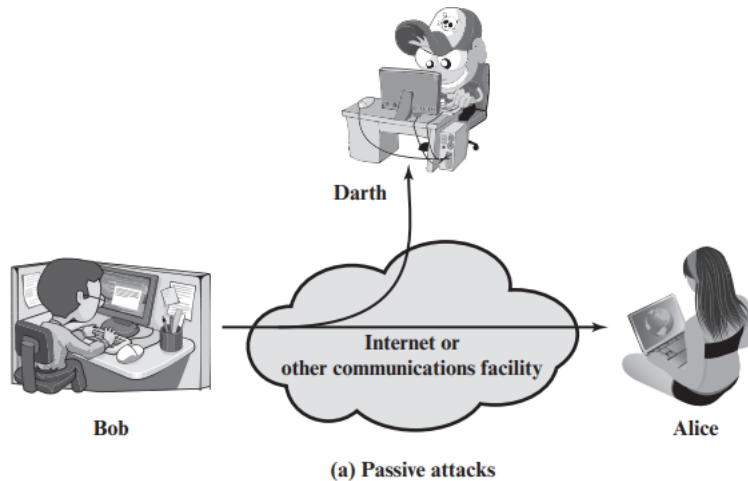 Darth
Internet or
other communications facility
Bob
Alice
(a) Passive attacks